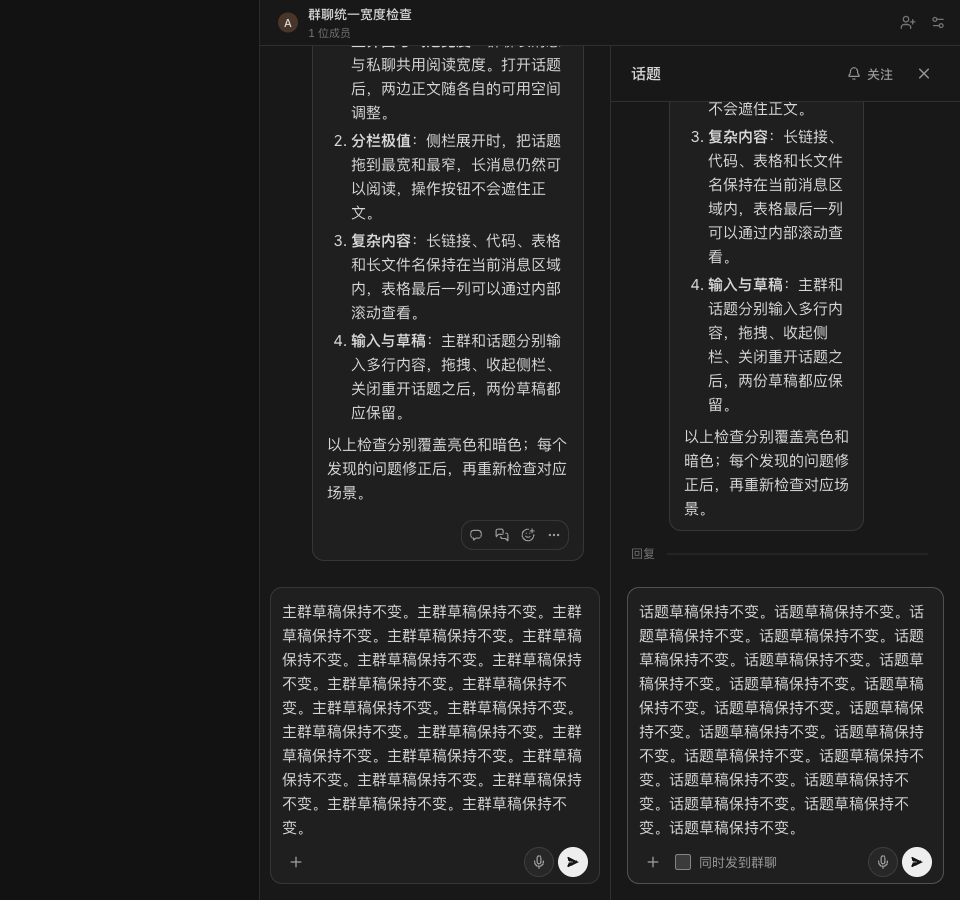 A
群聊统一宽度检查
1 位成员
与私聊共用阅读宽度。打开话题
后，两边正文随各自的可用空间
调整。
2. 分栏极值：侧栏展开时，把话题
拖到最宽和最窄，长消息仍然可
以阅读，操作按钮不会遮住正
文。
3. 复杂内容：长链接、代码、表格
和长文件名保持在当前消息区域
内，表格最后一列可以通过内部
滚动查看。
4. 输入与草稿：主群和话题分别输
入多行内容，拖拽、收起侧栏、
关闭重开话题之后，两份草稿都
应保留。
以上检查分别覆盖亮色和暗色；每个
发现的问题修正后，再重新检查对应
场景。
主群草稿保持不变。主群草稿保持不变。主群
草稿保持不变。主群草稿保持不变。主群草稿
保持不变。主群草稿保持不变。主群草稿保持
不变。主群草稿保持不变。主群草稿保持不
变。主群草稿保持不变。主群草稿保持不变。
主群草稿保持不变。主群草稿保持不变。主群
草稿保持不变。主群草稿保持不变。主群草稿
保持不变。主群草稿保持不变。主群草稿保持
不变。主群草稿保持不变。主群草稿保持不
变。
话题
关注
不会遮住正文。
3. 复杂内容：长链接、
代码、表格和长文件
名保持在当前消息区
域内，表格最后一列
可以通过内部滚动查
看。
4. 输入与草稿：主群和
话题分别输入多行内
容，拖拽、收起侧
栏、关闭重开话题之
后，两份草稿都应保
留。
以上检查分别覆盖亮色和
暗色；每个发现的问题修
正后，再重新检查对应场
景。
回复
话题草稿保持不变。话题草稿保持不变。话
题草稿保持不变。话题草稿保持不变。话题
草稿保持不变。话题草稿保持不变。话题草
稿保持不变。话题草稿保持不变。话题草稿
保持不变。话题草稿保持不变。话题草稿保
持不变。话题草稿保持不变。话题草稿保持
不变。话题草稿保持不变。话题草稿保持不
变。话题草稿保持不变。话题草稿保持不
变。话题草稿保持不变。话题草稿保持不
变。话题草稿保持不变。
同时发到群聊